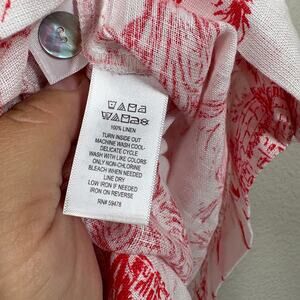 100% LINEN
TURN INSIDE OUT
MACHINE WASH COOL-
DELICATE CYCLE
WASH WITH LIKE COLORS
ONLY NON-CHLORINE
BLEACH WHEN NEEDED
LINE DRY
LOW IRON IF NEEDED
IRON ON REVERSE
RN# 59478